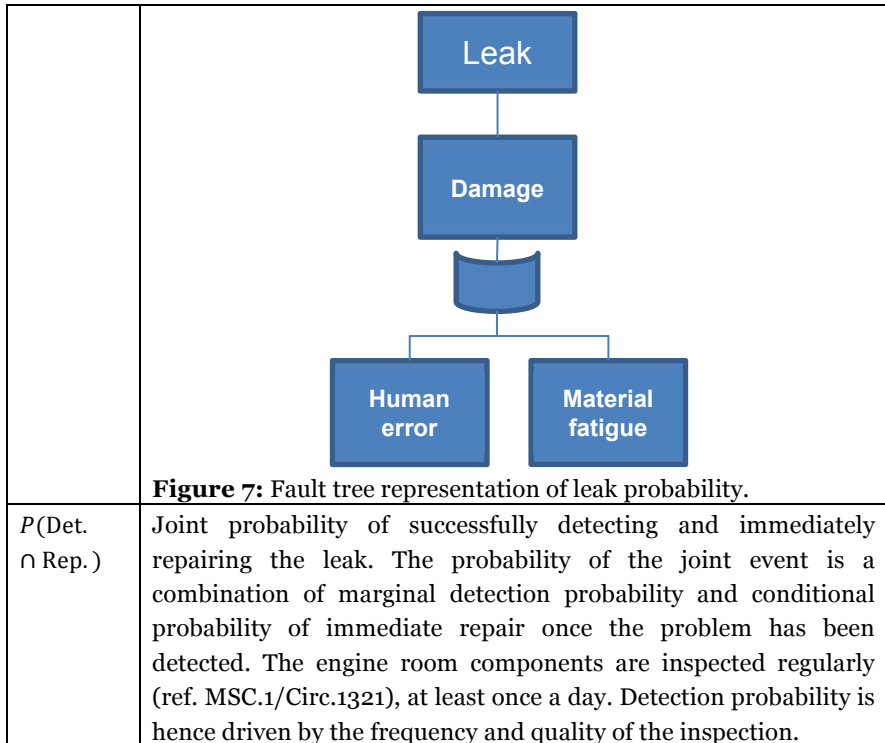 Leak
Damage
Human
error
Material
fatigue
Figure 7: Fault tree representation of leak probability.
P(Det.
∩ Rep.)
Joint probability of successfully detecting and immediately
repairing the leak. The probability of the joint event is a
combination of marginal detection probability and conditional
probability of immediate repair once the problem has been
detected. The engine room components are inspected regularly
(ref. MSC.1/Circ.1321), at least once a day. Detection probability is
hence driven by the frequency and quality of the inspection.